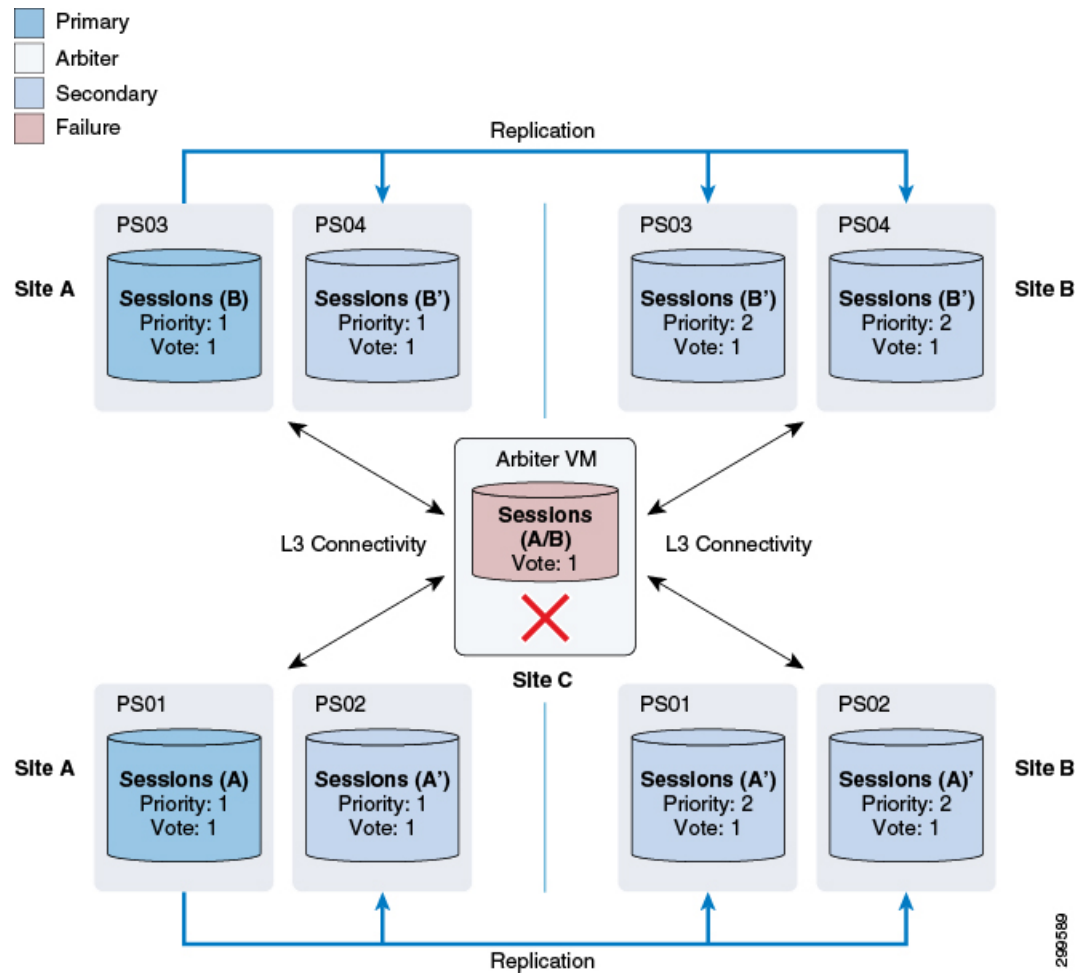 Primary
Arbiter
Secondary
Failure
Replication
Site A
PS03
Sessions (B)
Priority: 1
Vote: 1
PS04
Sessions (B’)
Priority: 1
Vote: 1
PS03
Sessions (B’)
Priority: 2
Vote: 1
PS04
Sessions (B’)
Priority: 2
Vote: 1
Site B
Arbiter VM
Sessions
(A/B)
Vote: 1
L3 Connectivity
L3 Connectivity
Site C
Site A
PS01
Sessions (A)
Priority: 1
Vote: 1
PS02
Sessions (A’)
Priority: 1
Vote: 1
PS01
Sessions (A’)
Priority: 2
Vote: 1
PS02
Sessions (A)’
Priority: 2
Vote: 1
Site B
Replication
299589